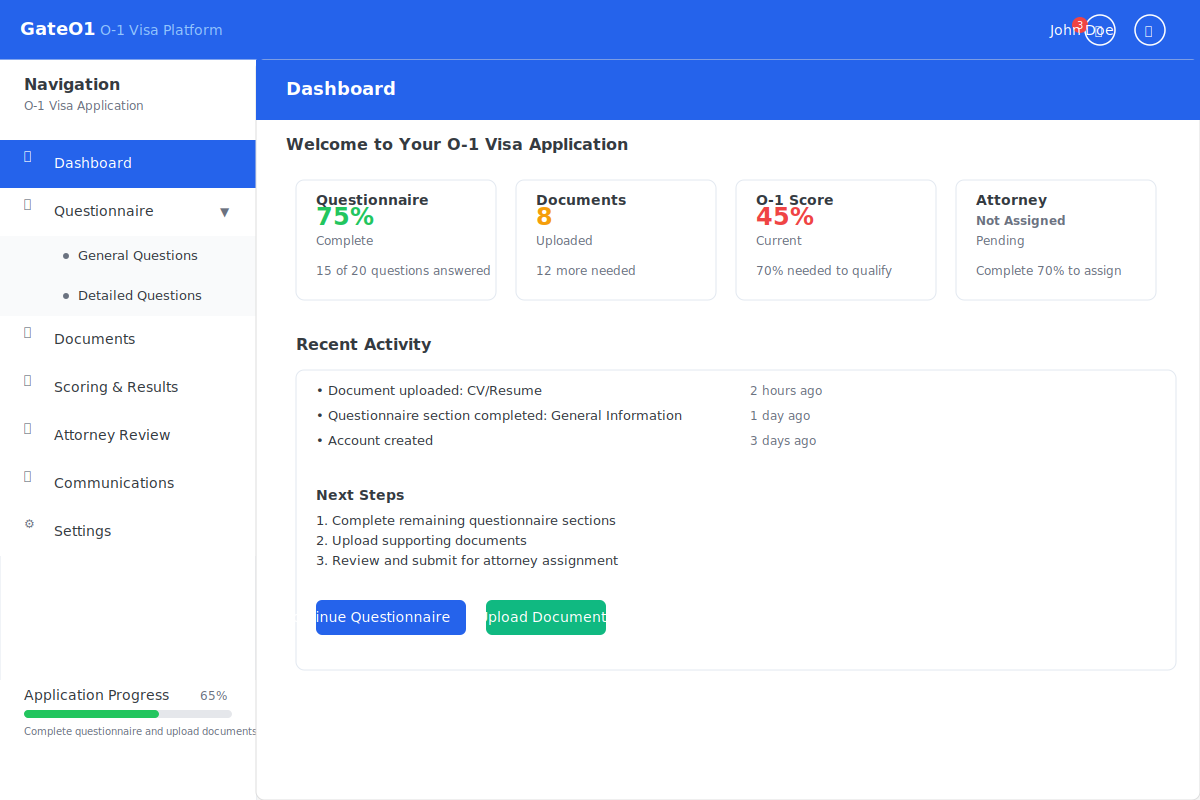 GateO1 O-1 Visa Platform
3
John Doe
Navigation
O-1 Visa Application
Dashboard
Questionnaire ▼
• General Questions
• Detailed Questions
Documents
Scoring & Results
Attorney Review
Communications
Settings
Application Progress 65%
Complete questionnaire and upload documents
Dashboard
Welcome to Your O-1 Visa Application
Questionnaire
75%
Complete
15 of 20 questions answered
Documents
8
Uploaded
12 more needed
O-1 Score
45%
Current
70% needed to qualify
Attorney
Not Assigned
Pending
Complete 70% to assign
Recent Activity
• Document uploaded: CV/Resume 2 hours ago
• Questionnaire section completed: General Information 1 day ago
• Account created 3 days ago
Next Steps
1. Complete remaining questionnaire sections
2. Upload supporting documents
3. Review and submit for attorney assignment
inue Questionnaire
pload Document